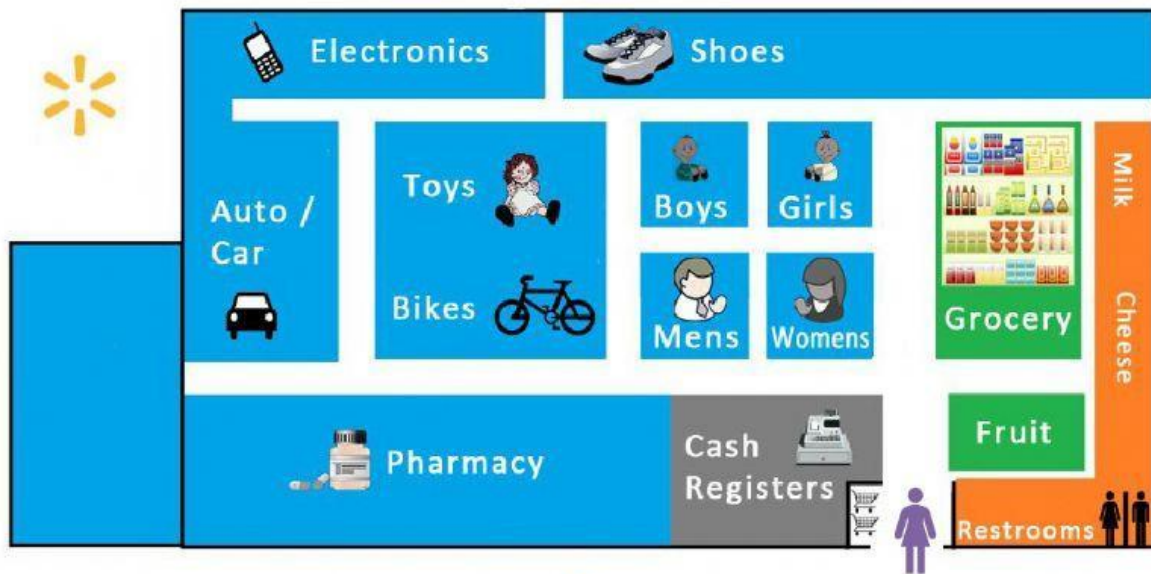 Electronics
Shoes
Auto /
Car
Toys
Bikes
Boys
Girls
Mens
Womens
Grocery
Milk
Cheese
Pharmacy
Cash
Registers
Fruit
Restrooms